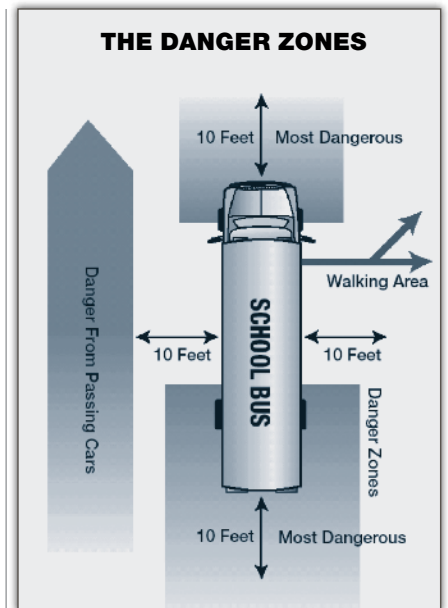 THE DANGER ZONES
10 Feet
Most Dangerous
Walking Area
Danger From Passing Cars
SCHOOL BUS
10 Feet
10 Feet
Danger Zones
10 Feet
Most Dangerous